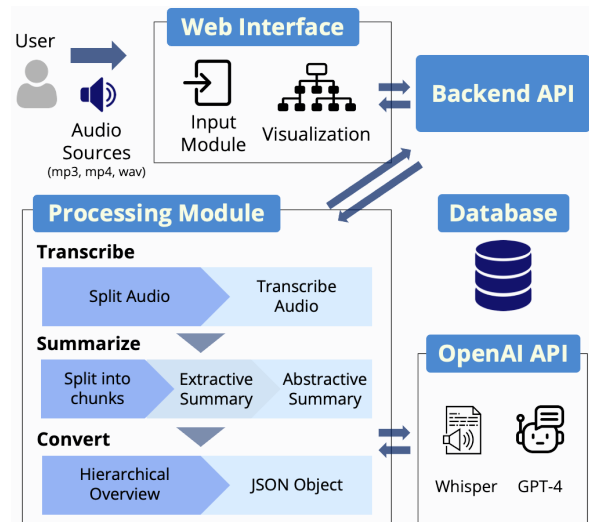 Web Interface
User
Audio
Sources
(mp3, mp4, wav)
Input
Module
Visualization
Backend API
Processing Module
Database
Transcribe
Split Audio
Transcribe
Audio
Summarize
Split into
chunks
Extractive
Summary
Abstractive
Summary
Convert
Hierarchical
Overview
JSON Object
OpenAI API
Whisper
GPT-4